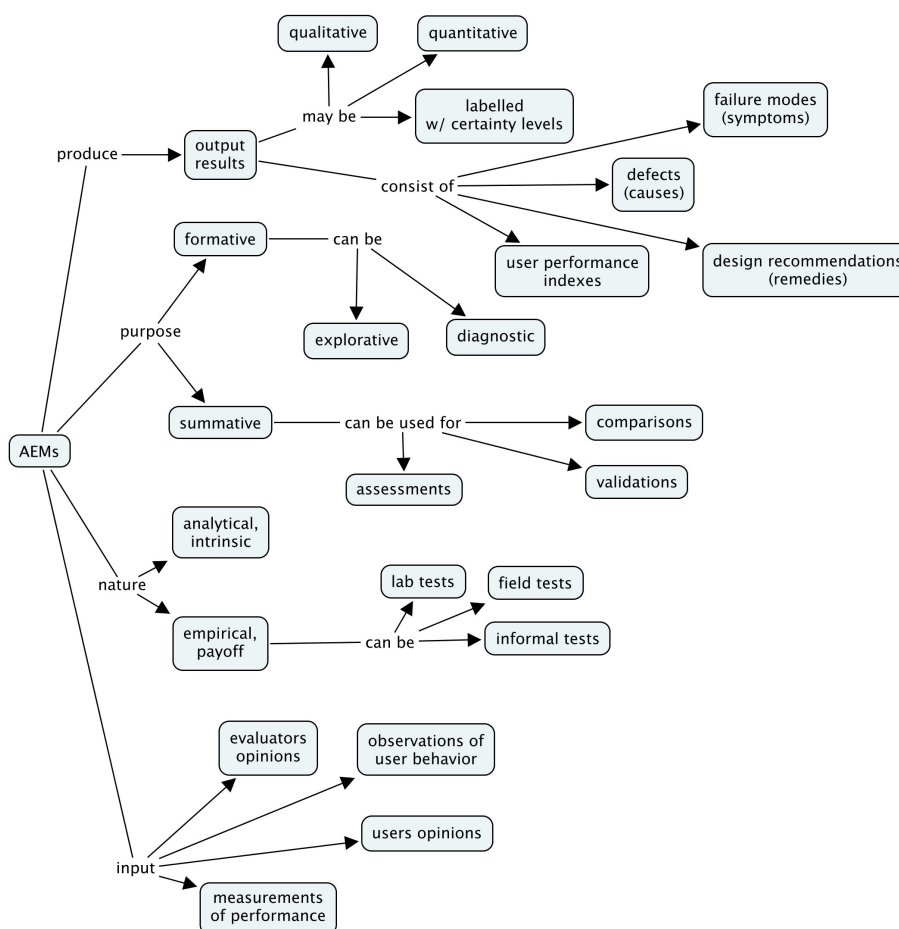 qualitative
quantitative
may be
labelled
w/ certainty levels
failure modes
(symptoms)
produce
output
results
consist of
defects
(causes)
user performance
indexes
design recommendations
(remedies)
formative
can be
explorative
diagnostic
purpose
summative
can be used for
comparisons
assessments
validations
AEMs
analytical,
intrinsic
nature
empirical,
payoff
can be
lab tests
field tests
informal tests
evaluators
opinions
observations of
user behavior
users opinions
input
measurements
of performance